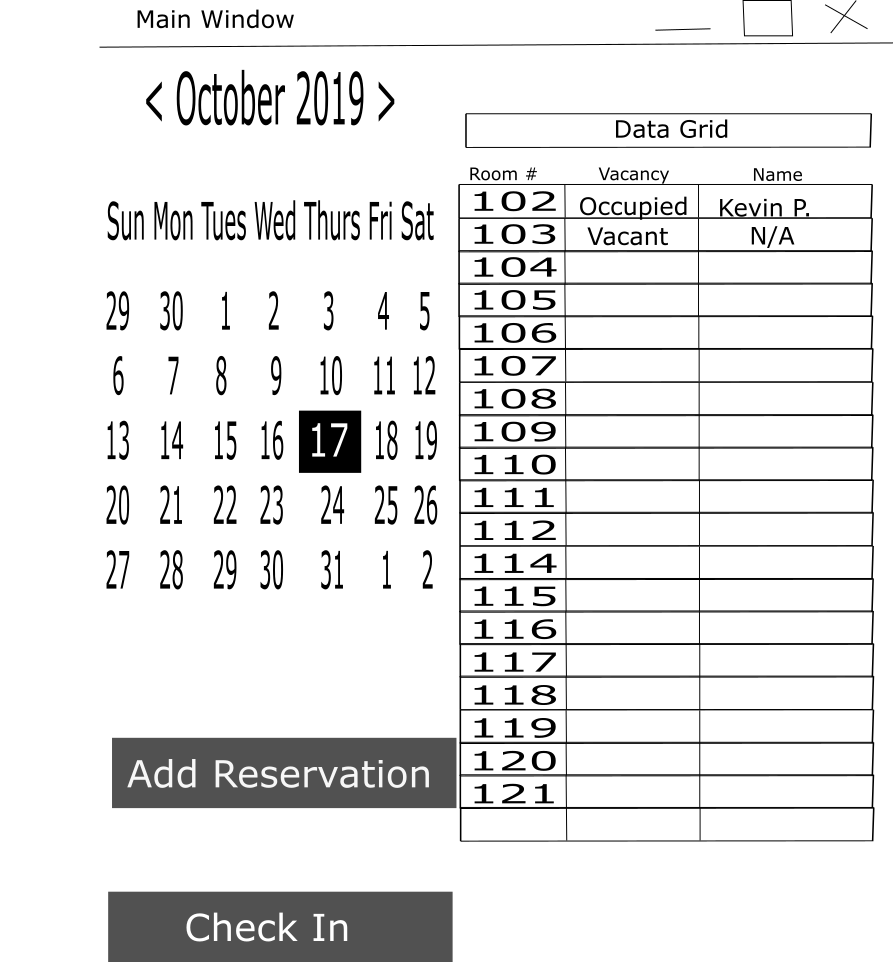 Main Window
< October 2019 >
Sun Mon Tues Wed Thurs Fri Sat
29 30 1 2 3 4 5
6 7 8 9 10 11 12
13 14 15 16 17 18 19
20 21 22 23 24 25 26
27 28 29 30 31 1 2
Add Reservation
Check In
Data Grid
Room # Vacancy Name
102 Occupied Kevin P.
103 Vacant N/A
104
105
106
107
108
109
110
111
112
114
115
116
117
118
119
120
121